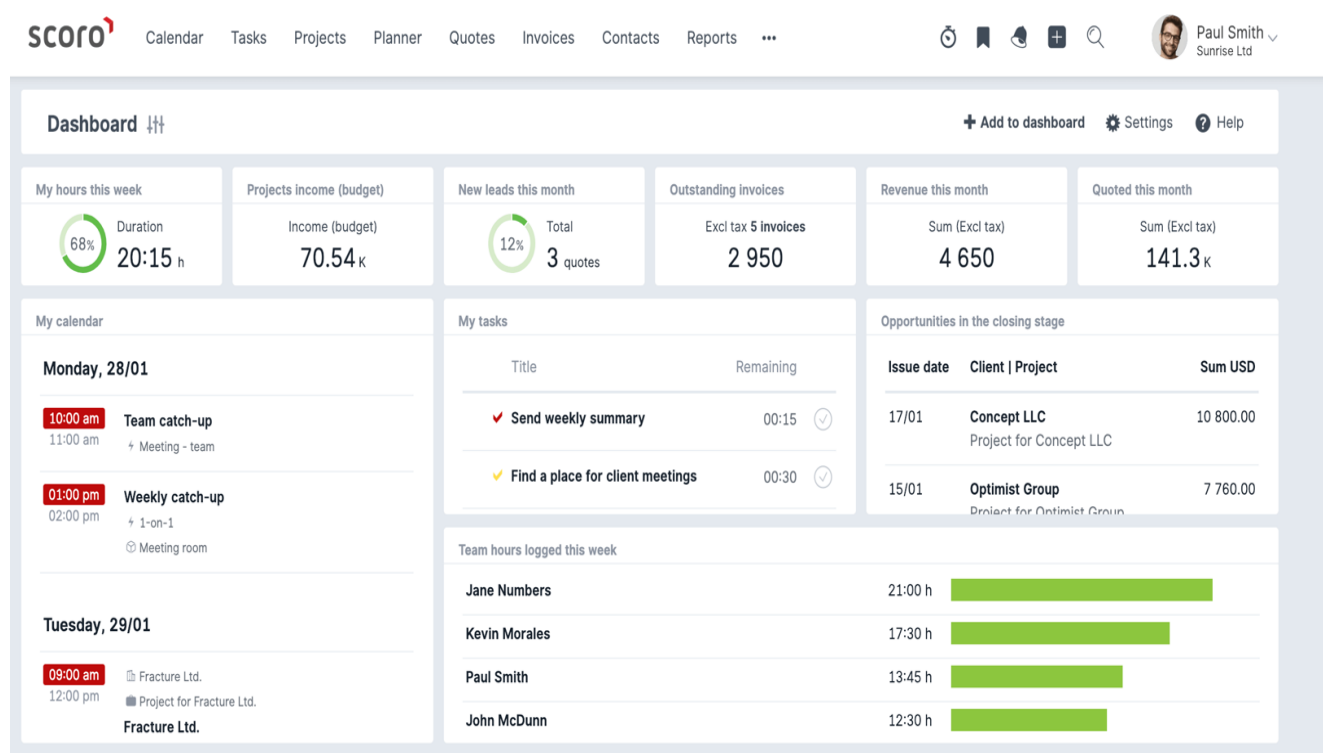 scoro
Calendar Tasks Projects Planner Quotes Invoices Contacts Reports •••
Paul Smith
Sunrise Ltd
Dashboard
Add to dashboard Settings Help
My hours this week
68%
Duration
20:15 h
Projects income (budget)
Income (budget)
70.54 K
New leads this month
12%
Total
3 quotes
Outstanding invoices
Excl tax 5 invoices
2 950
Revenue this month
Sum (Excl tax)
4 650
Quoted this month
Sum (Excl tax)
141.3 K
My calendar
Monday, 28/01
10:00 am Team catch-up
11:00 am Meeting - team
01:00 pm Weekly catch-up
02:00 pm 1-on-1
Meeting room
Tuesday, 29/01
09:00 am Fracture Ltd.
12:00 pm Project for Fracture Ltd.
Fracture Ltd.
My tasks
Title Remaining
Send weekly summary 00:15
Find a place for client meetings 00:30
Opportunities in the closing stage
Issue date Client | Project Sum USD
17/01 Concept LLC 10 800.00
Project for Concept LLC
15/01 Optimist Group 7 760.00
Project for Optimist Group
Team hours logged this week
Jane Numbers 21:00 h
Kevin Morales 17:30 h
Paul Smith 13:45 h
John McDunn 12:30 h